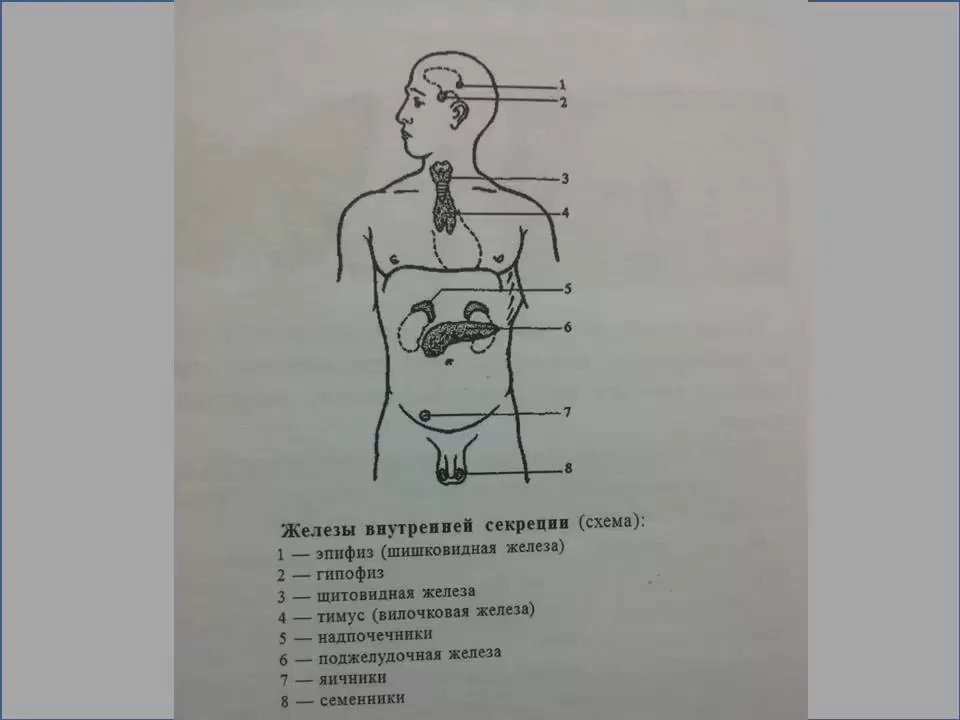 1
2
3
4
5
6
7
8
Железы внутренней секреции (схема):
1 — эпифиз (шишковидная железа)
2 — гипофиз
3 — щитовидная железа
4 — тимус (вилочковая железа)
5 — надпочечники
6 — поджелудочная железа
7 — яичники
8 — семенники